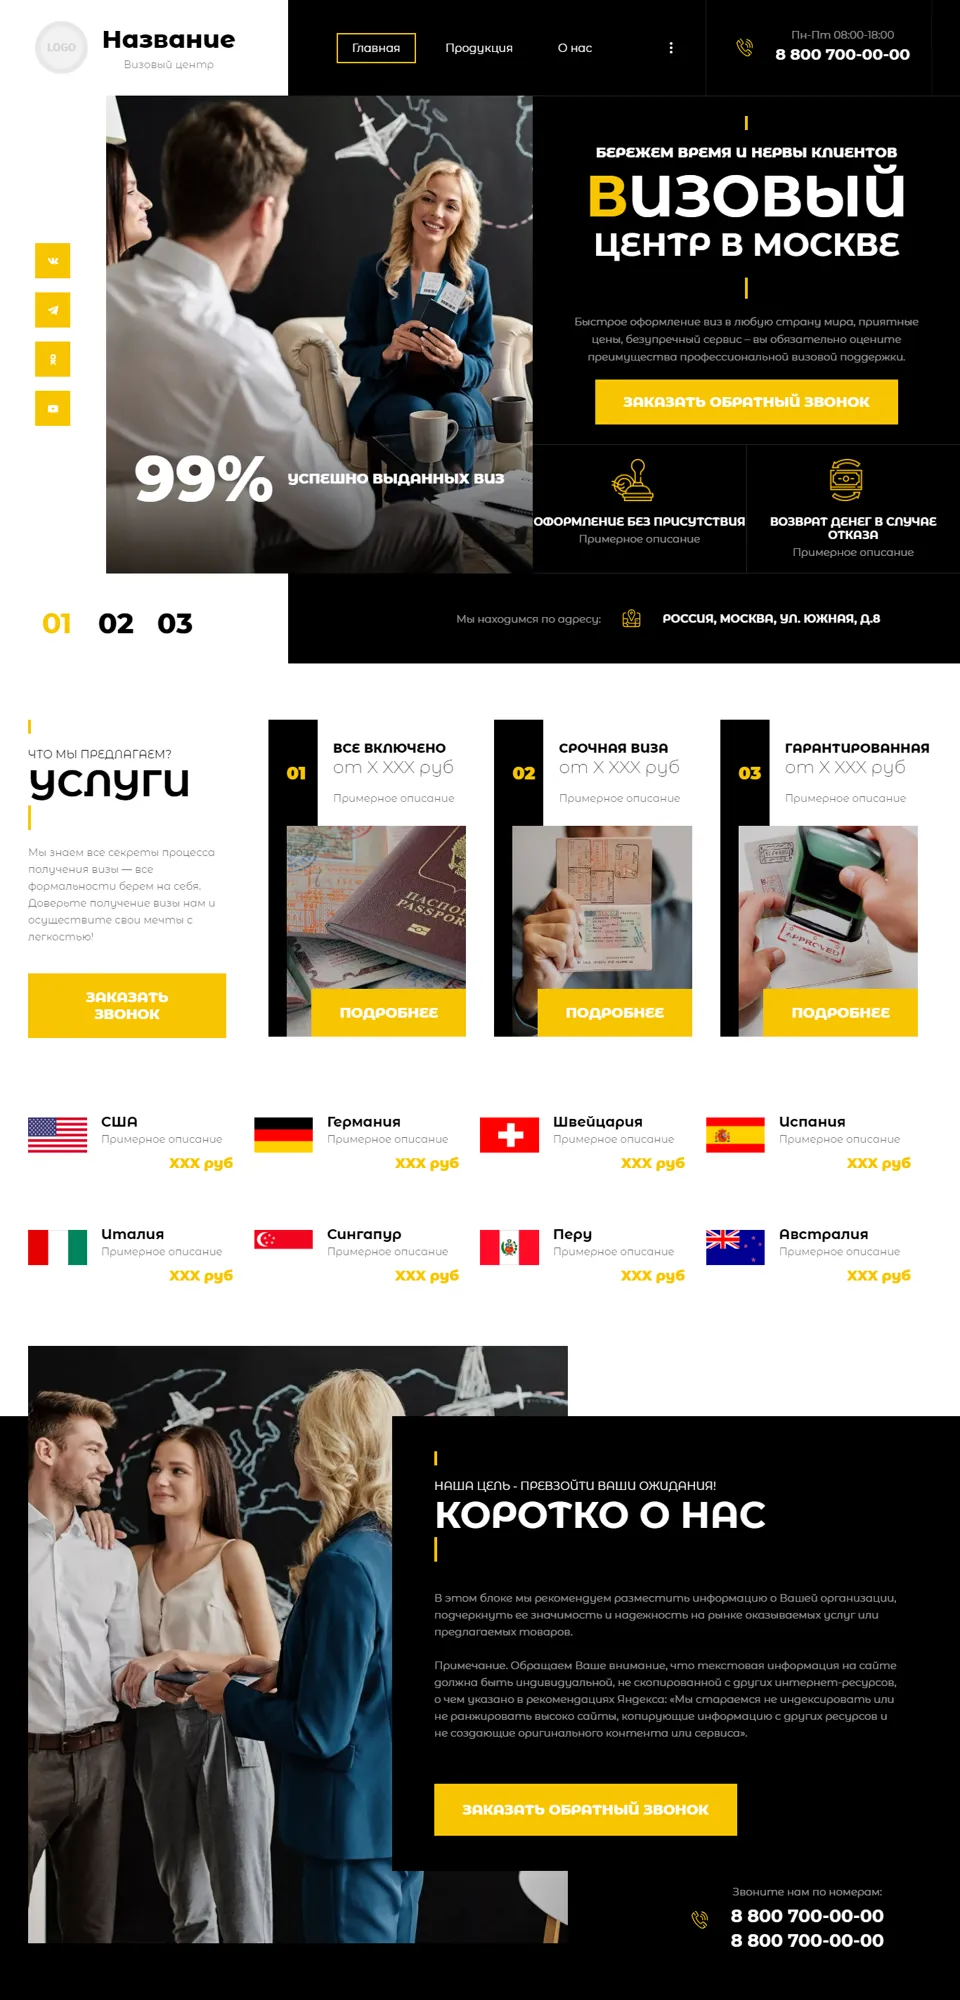 LOGO
Название
Визовый центр
Главная
Продукция
О нас
Пн-Пт 08:00-18:00
8 800 700-00-00
БЕРЕЖЕМ ВРЕМЯ И НЕРВЫ КЛИЕНТОВ
ВИЗОВЫЙ
ЦЕНТР В МОСКВЕ
Быстрое оформление виз в любую страну мира, приятные
цены, безупречный сервис – вы обязательно оцените
преимущества профессиональной визовой поддержки.
ЗАКАЗАТЬ ОБРАТНЫЙ ЗВОНОК
99%
УСПЕШНО ВЫДАННЫХ ВИЗ
ОФОРМЛЕНИЕ БЕЗ ПРИСУТСТВИЯ
Примерное описание
ВОЗВРАТ ДЕНЕГ В СЛУЧАЕ
ОТКАЗА
Примерное описание
01
02
03
Мы находимся по адресу:
РОССИЯ, МОСКВА, УЛ. ЮЖНАЯ, Д.8
ЧТО МЫ ПРЕДЛАГАЕМ?
УСЛУГИ
Мы знаем все секреты процесса
получения визы — все
формальности берем на себя.
Доверьте получение визы нам и
осуществите свои мечты с
легкостью!
ЗАКАЗАТЬ
ЗВОНОК
01
ВСЕ ВКЛЮЧЕНО
от X XXX руб
Примерное описание
ПАСПОРТ
PASSPORT
ПОДРОБНЕЕ
02
СРОЧНАЯ ВИЗА
от X XXX руб
Примерное описание
ПОДРОБНЕЕ
03
ГАРАНТИРОВАННАЯ
от X XXX руб
Примерное описание
APPROVED
ПОДРОБНЕЕ
США
Примерное описание
XXX руб
Германия
Примерное описание
XXX руб
Швейцария
Примерное описание
XXX руб
Испания
Примерное описание
XXX руб
Италия
Примерное описание
XXX руб
Сингапур
Примерное описание
XXX руб
Перу
Примерное описание
XXX руб
Австралия
Примерное описание
XXX руб
НАША ЦЕЛЬ - ПРЕВЗОЙТИ ВАШИ ОЖИДАНИЯ!
КОРОТКО О НАС
В этом блоке мы рекомендуем разместить информацию о Вашей организации,
подчеркнуть ее значимость и надежность на рынке оказываемых услуг или
предлагаемых товаров.
Примечание. Обращаем Ваше внимание, что текстовая информация на сайте
должна быть индивидуальной, не скопированной с других интернет-ресурсов,
о чем указано в рекомендациях Яндекса: «Мы стараемся не индексировать или
не ранжировать высоко сайты, копирующие информацию с других ресурсов и
не создающие оригинального контента или сервиса».
ЗАКАЗАТЬ ОБРАТНЫЙ ЗВОНОК
Звоните нам по номерам:
8 800 700-00-00
8 800 700-00-00